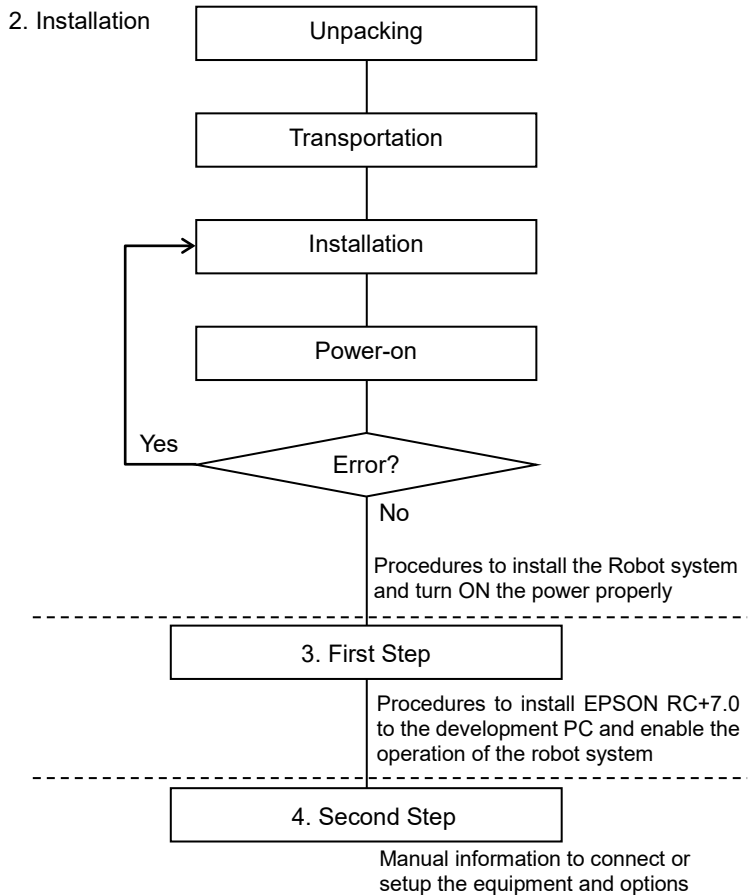 2. Installation
Unpacking
Transportation
Installation
Power-on
Yes
Error?
No
Procedures to install the Robot system
and turn ON the power properly
3. First Step
Procedures to install EPSON RC+7.0
to the development PC and enable the
operation of the robot system
4. Second Step
Manual information to connect or
setup the equipment and options